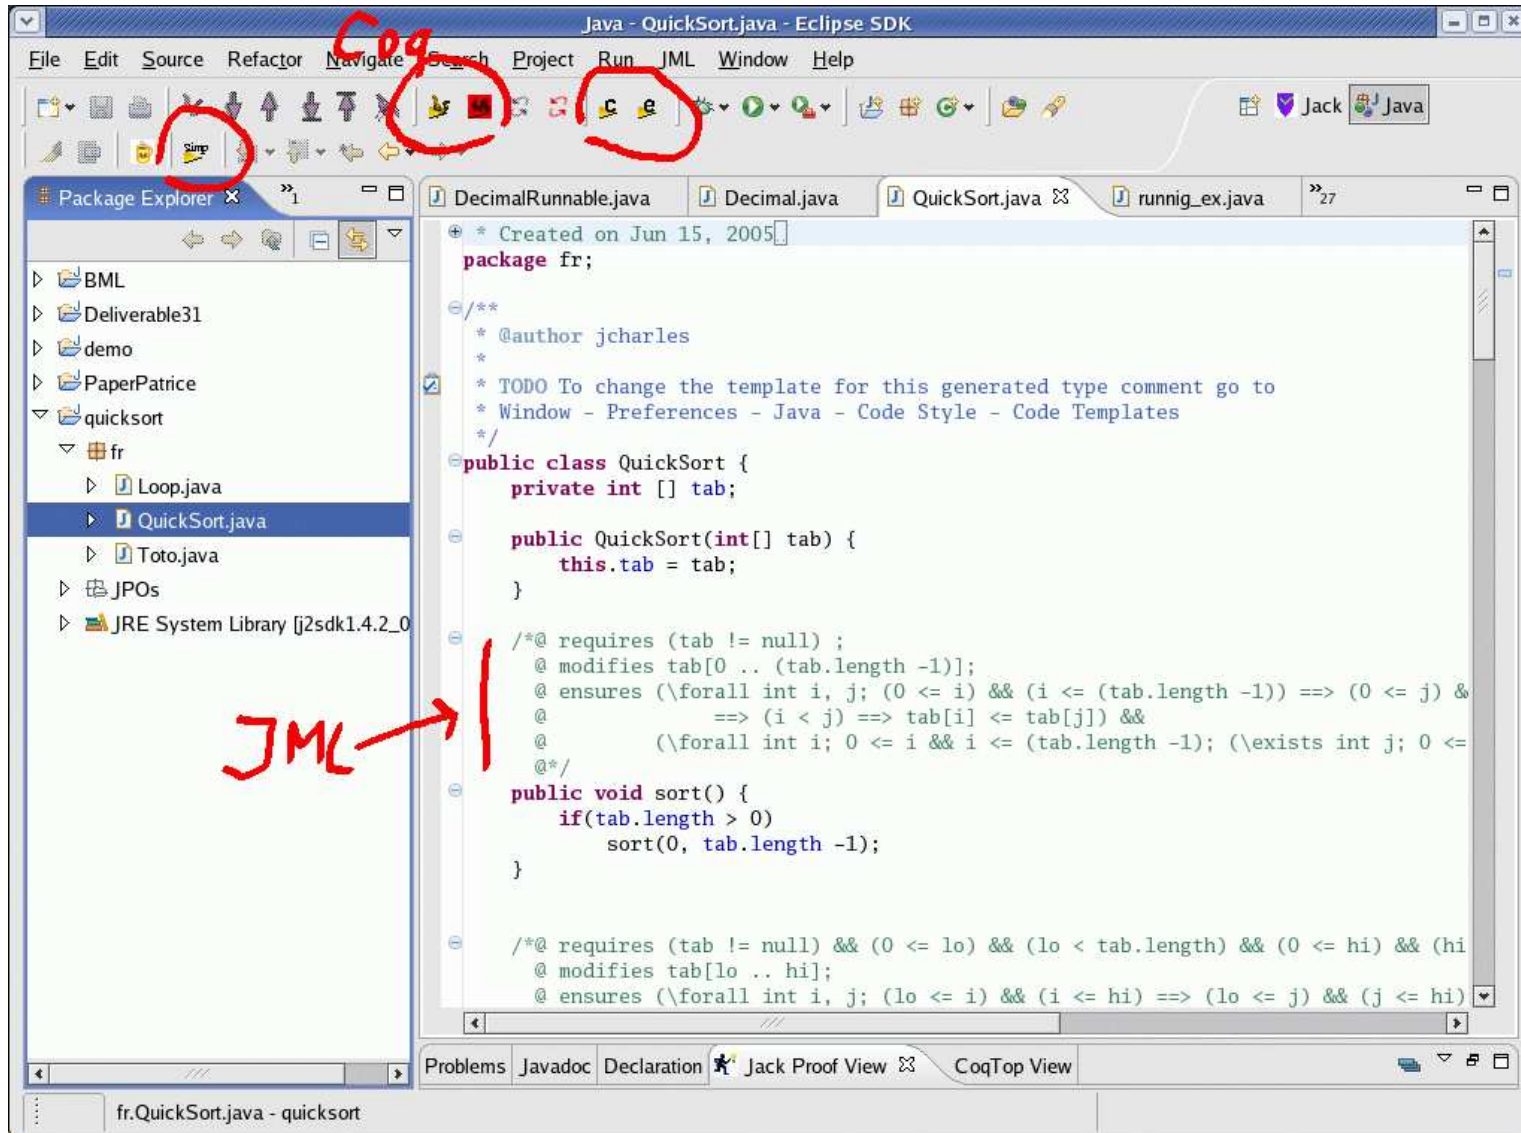 Java - QuickSort.java - Eclipse SDK
Coq
File Edit Source Refactor Navigate Search Project Run JML Window Help
c e Jack Java
Simp
Package Explorer »1
DecimalRunnable.java Decimal.java QuickSort.java runnig_ex.java »27
BML
Deliverable31
demo
PaperPatrice
quicksort
fr
Loop.java
QuickSort.java
Toto.java
JPOs
JRE System Library [j2sdk1.4.2_0
* Created on Jun 15, 2005
package fr;
/**
* @author jcharles
*
* TODO To change the template for this generated type comment go to
* Window - Preferences - Java - Code Style - Code Templates
*/
public class QuickSort {
private int [] tab;
public QuickSort(int[] tab) {
this.tab = tab;
}
/*@ requires (tab != null) ;
@ modifies tab[0 .. (tab.length -1)];
@ ensures (\forall int i, j; (0 <= i) && (i <= (tab.length -1)) ==> (0 <= j) &
@ ==> (i < j) ==> tab[i] <= tab[j]) &&
@ (\forall int i; 0 <= i && i <= (tab.length -1); (\exists int j; 0 <=
@*/
JML
public void sort() {
if(tab.length > 0)
sort(0, tab.length -1);
}
/*@ requires (tab != null) && (0 <= lo) && (lo < tab.length) && (0 <= hi) && (hi
@ modifies tab[lo .. hi];
@ ensures (\forall int i, j; (lo <= i) && (i <= hi) ==> (lo <= j) && (j <= hi)
Problems Javadoc Declaration Jack Proof View CoqTop View
fr.QuickSort.java - quicksort